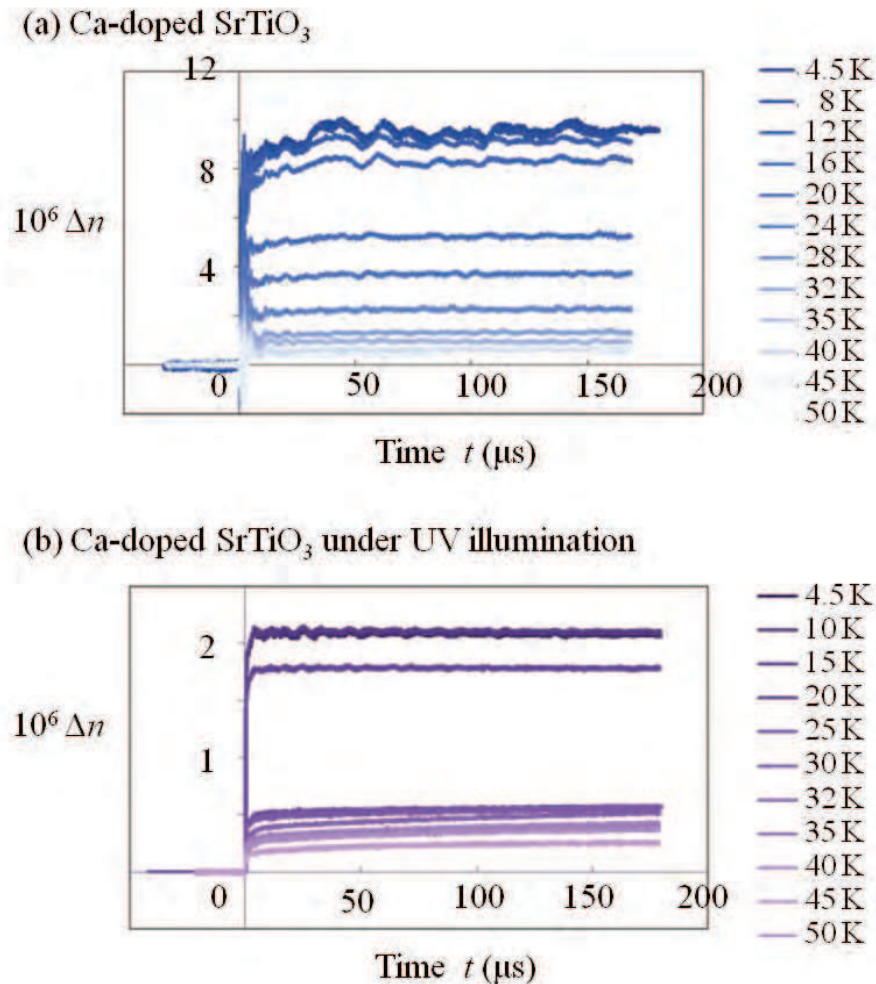 (a) Ca-doped SrTiO₃
12
8
10⁶ Δn
4
0 50 100 150 200
Time t (μs)
4.5 K
8 K
12 K
16 K
20 K
24 K
28 K
32 K
35 K
40 K
45 K
50 K
(b) Ca-doped SrTiO₃ under UV illumination
2
10⁶ Δn
1
0 50 100 150 200
Time t (μs)
4.5 K
10 K
15 K
20 K
25 K
30 K
32 K
35 K
40 K
45 K
50 K